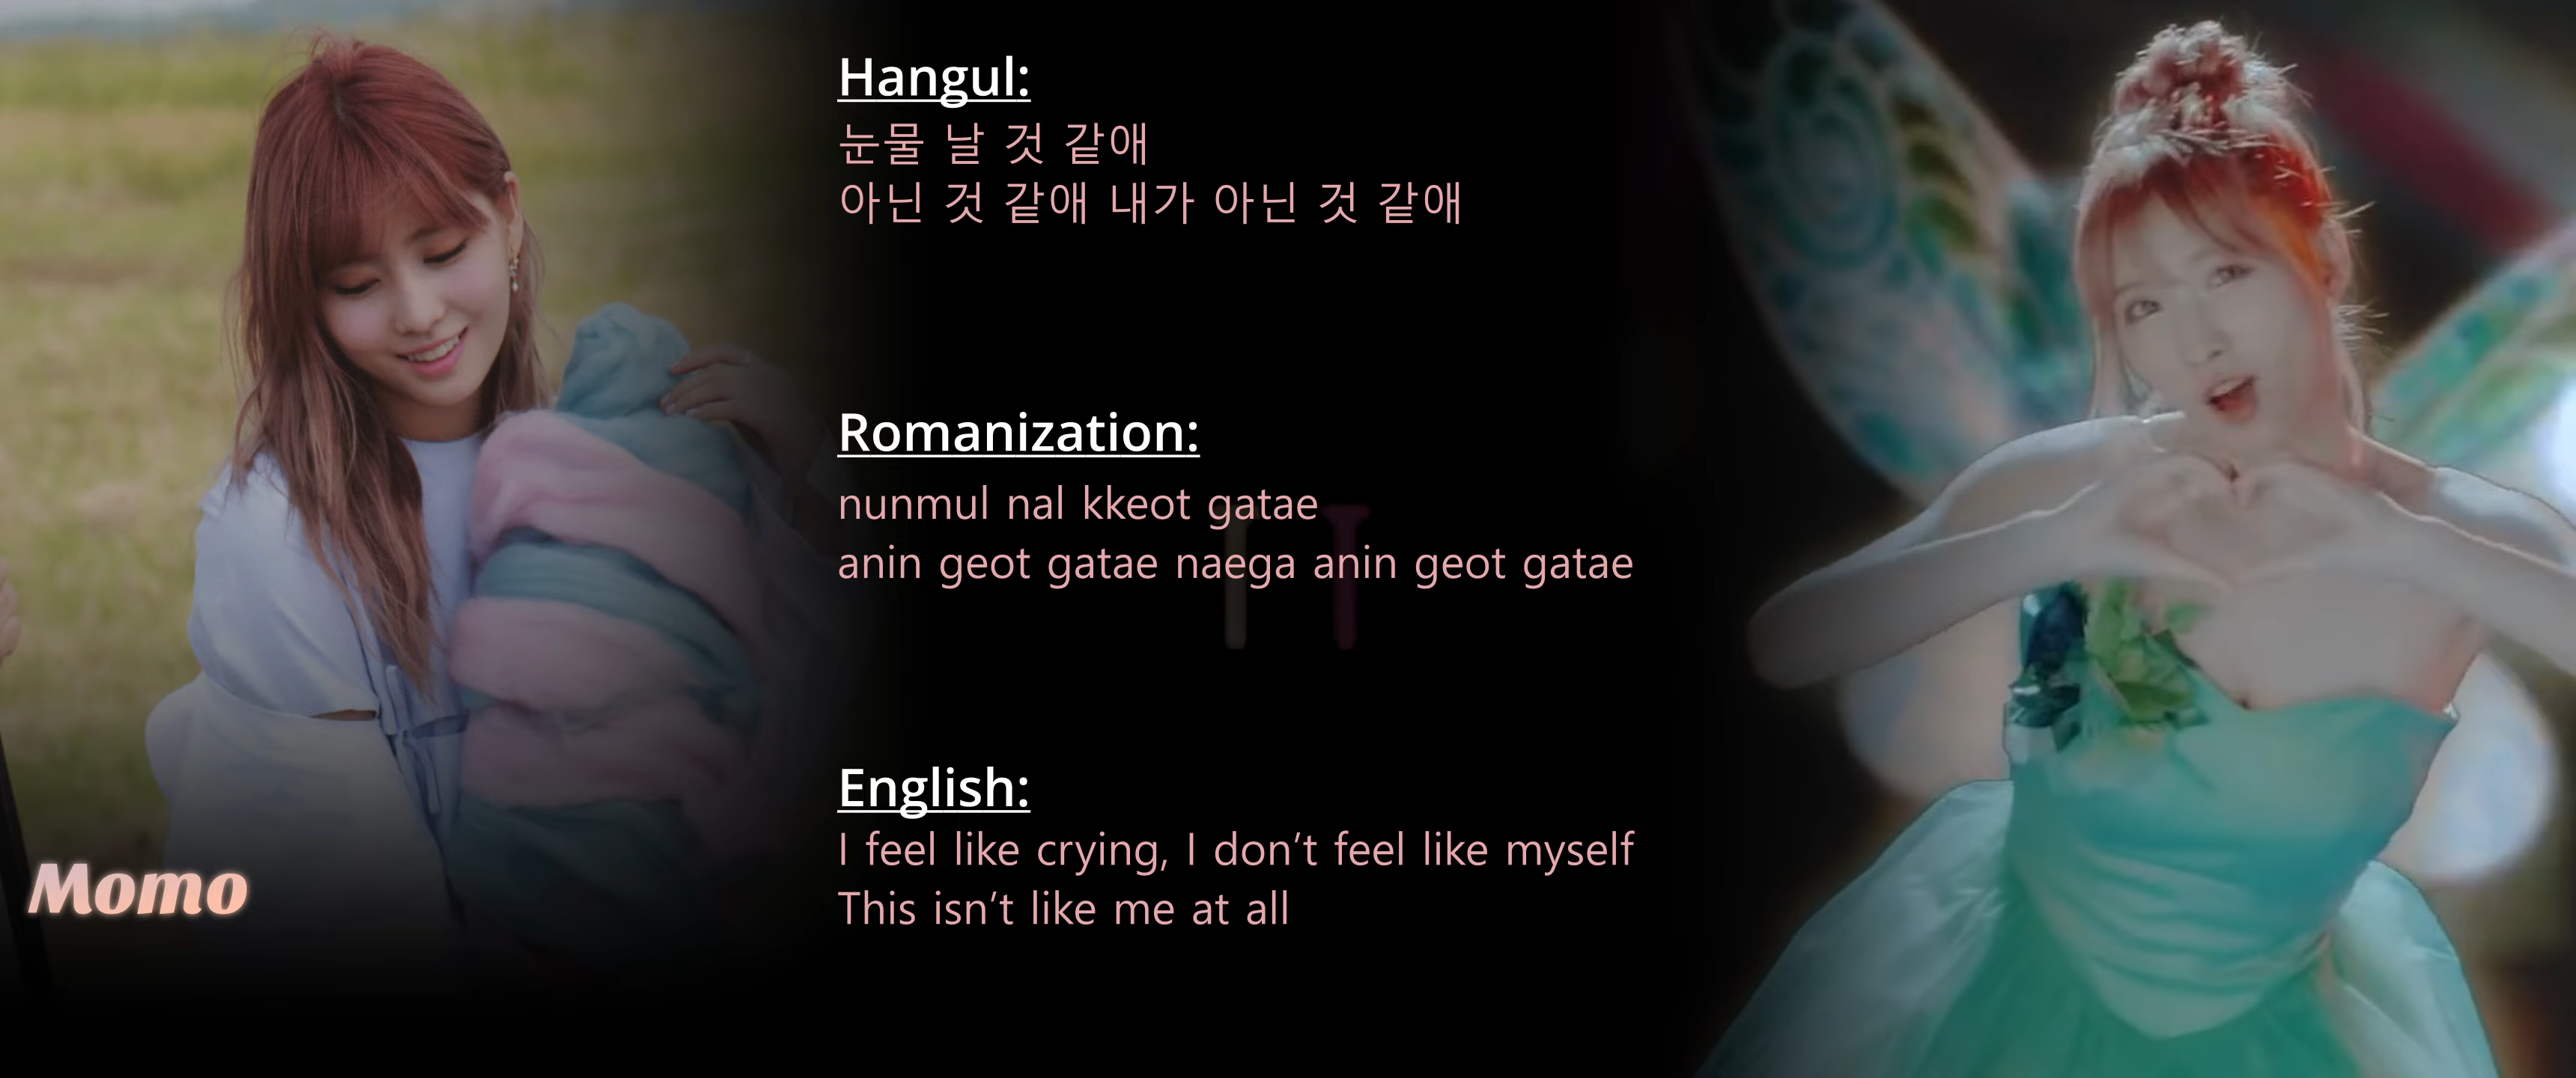 Hangul:
눈물 날 것 같애
아닌 것 같애 내가 아닌 것 같애
Romanization:
nunmul nal kkeot gatae
anin geot gatae naega anin geot gatae
English:
I feel like crying, I don’t feel like myself
This isn’t like me at all
Momo